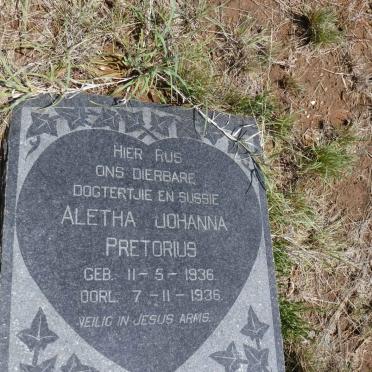 HIER RUS
ONS DIERBARE
DOGTERTJIE EN SUSSIE
ALETHA JOHANNA
PRETORIUS
GEB. 11-5-1936.
OORL. 7-11-1936.
VEILIG IN JESUS ARMS.